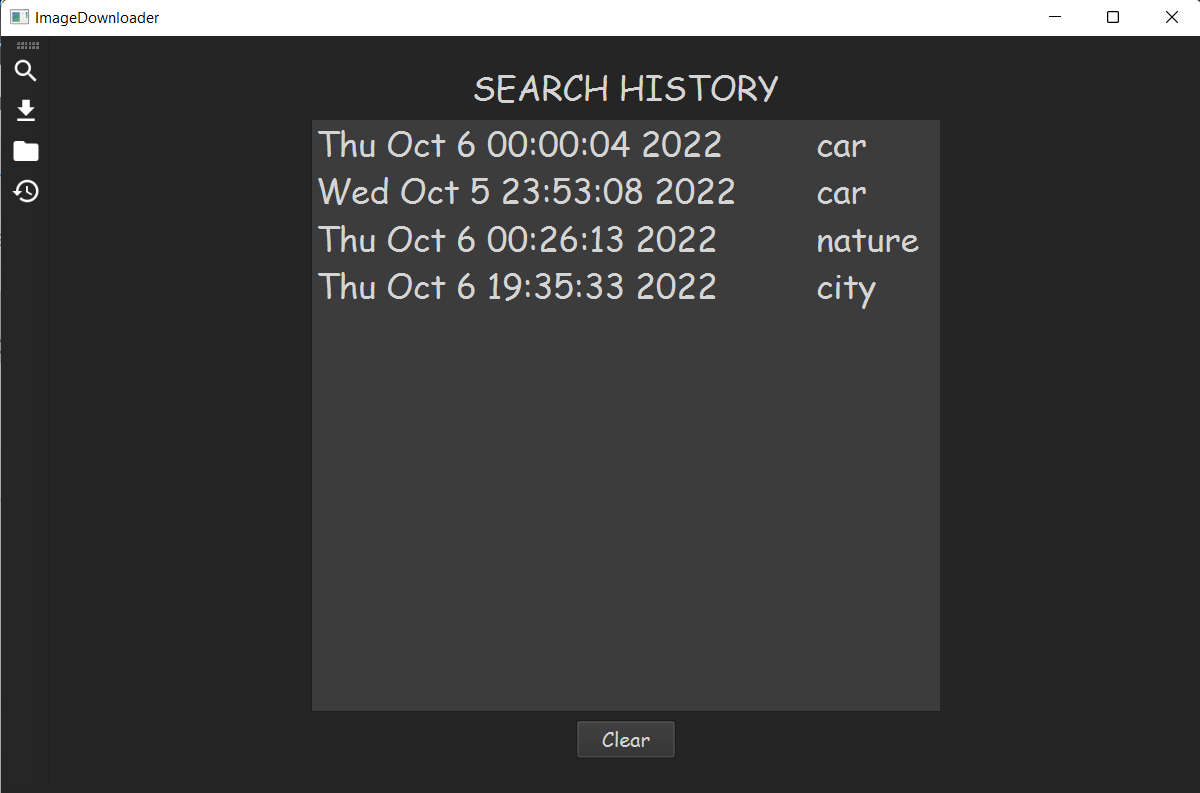 ImageDownloader
SEARCH HISTORY
Thu Oct 6 00:00:04 2022 car
Wed Oct 5 23:53:08 2022 car
Thu Oct 6 00:26:13 2022 nature
Thu Oct 6 19:35:33 2022 city
Clear